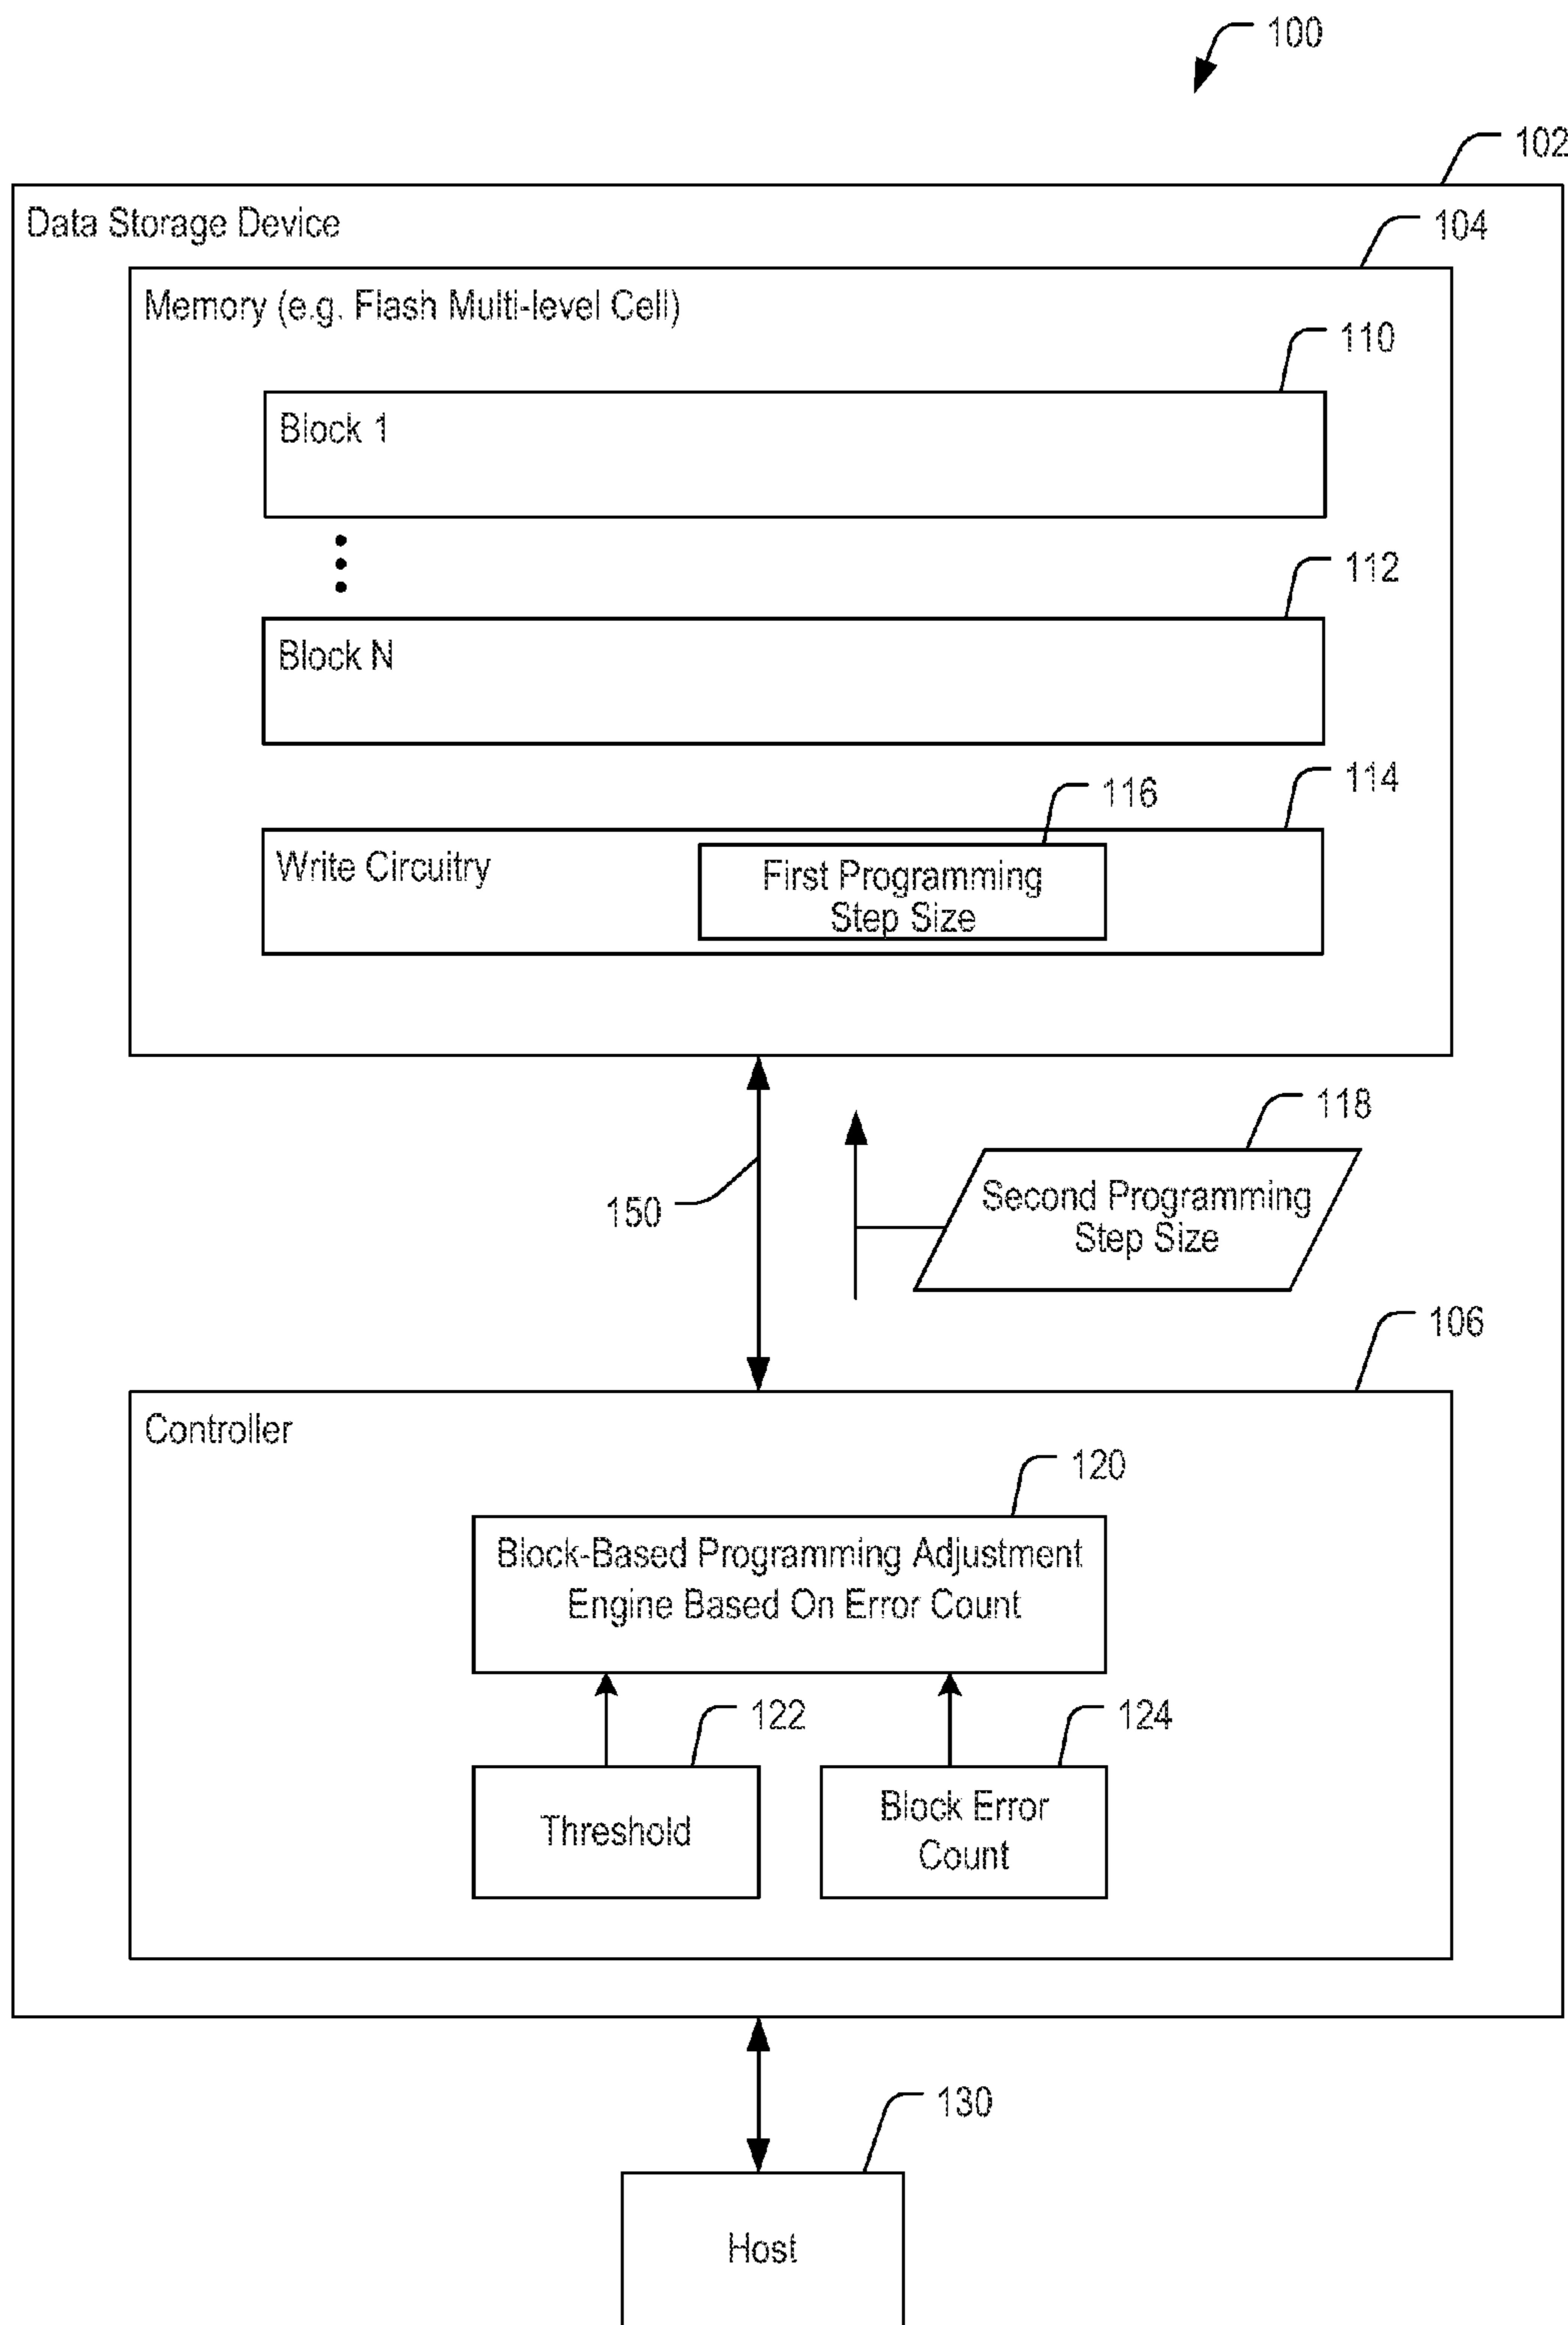 100
102
Data Storage Device
104
Memory (e.g. Flash Multi-level Cell)
110
Block 1
112
Block N
114
116
Write Circuitry
First Programming
Step Size
118
Second Programming
Step Size
150
106
Controller
120
Block-Based Programming Adjustment
Engine Based On Error Count
122
124
Threshold
Block Error
Count
130
Host